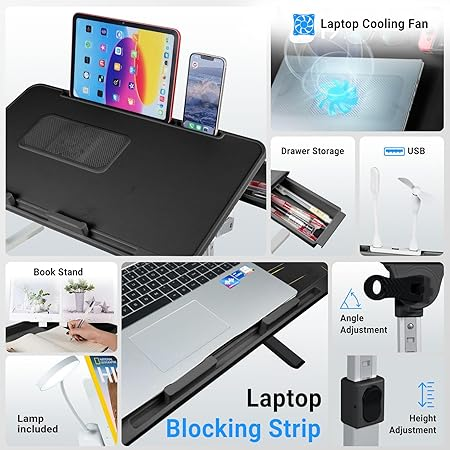 Laptop Cooling Fan
Drawer Storage
USB
Book Stand
Angle
Adjustment
Lamp
included
Laptop
Blocking Strip
Height
Adjustment